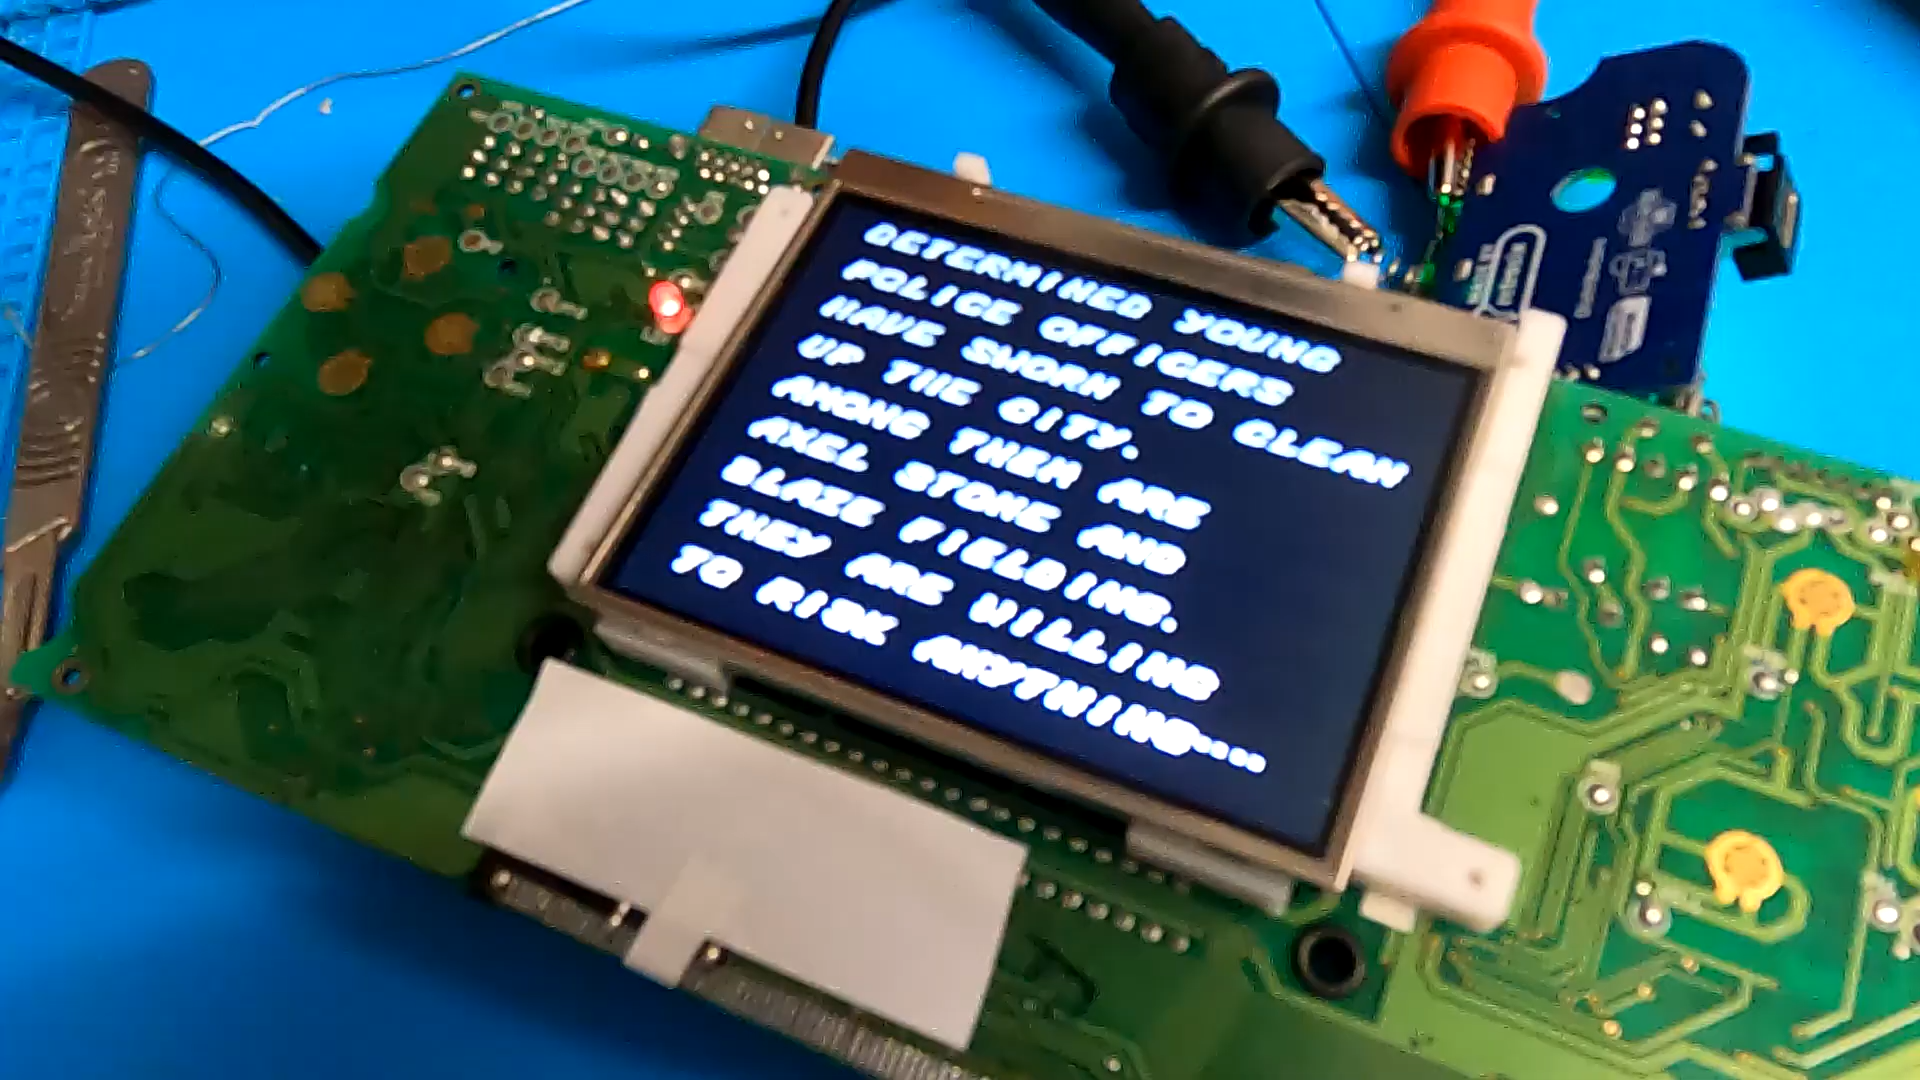 DETERMINED YOUNG
POLICE OFFICERS
HAVE SWORN TO CLEAN
UP THE CITY.
AMONG THEM ARE
AXEL STONE AND
BLAZE FIELDING.
THEY ARE WILLING
TO RISK ANYTHING....